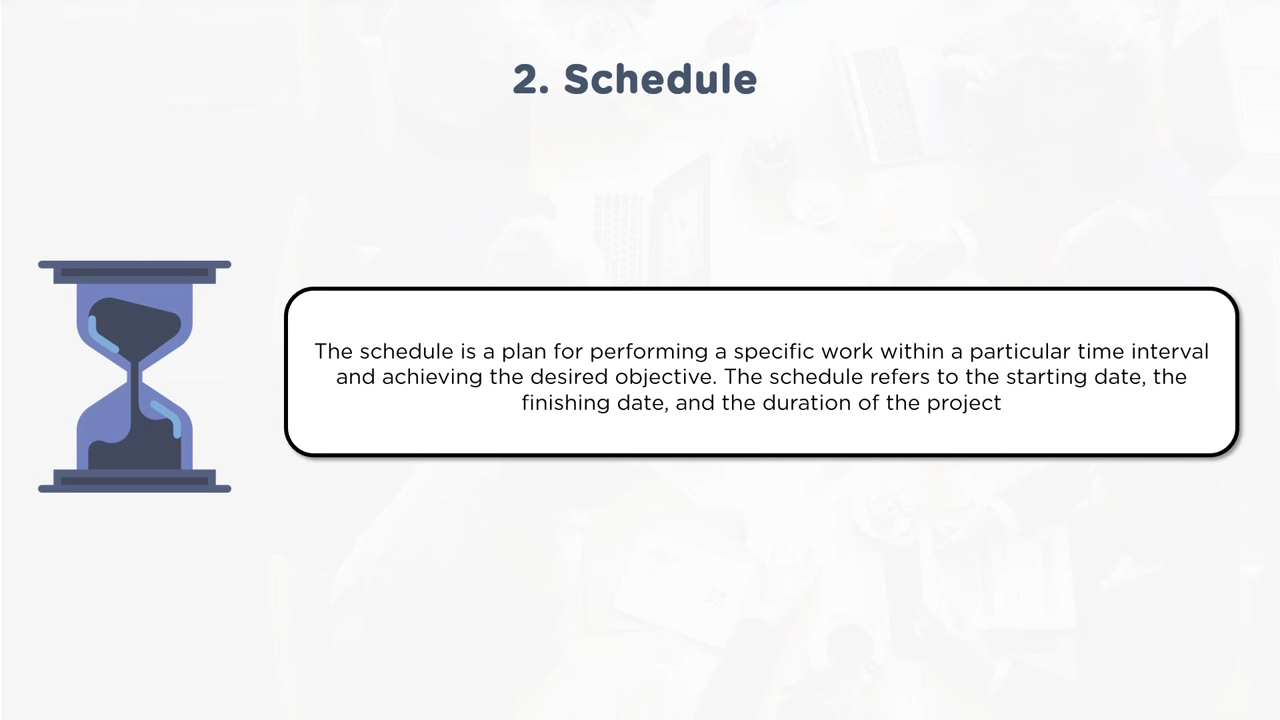 2. Schedule
The schedule is a plan for performing a specific work within a particular time interval
and achieving the desired objective. The schedule refers to the starting date, the
finishing date, and the duration of the project